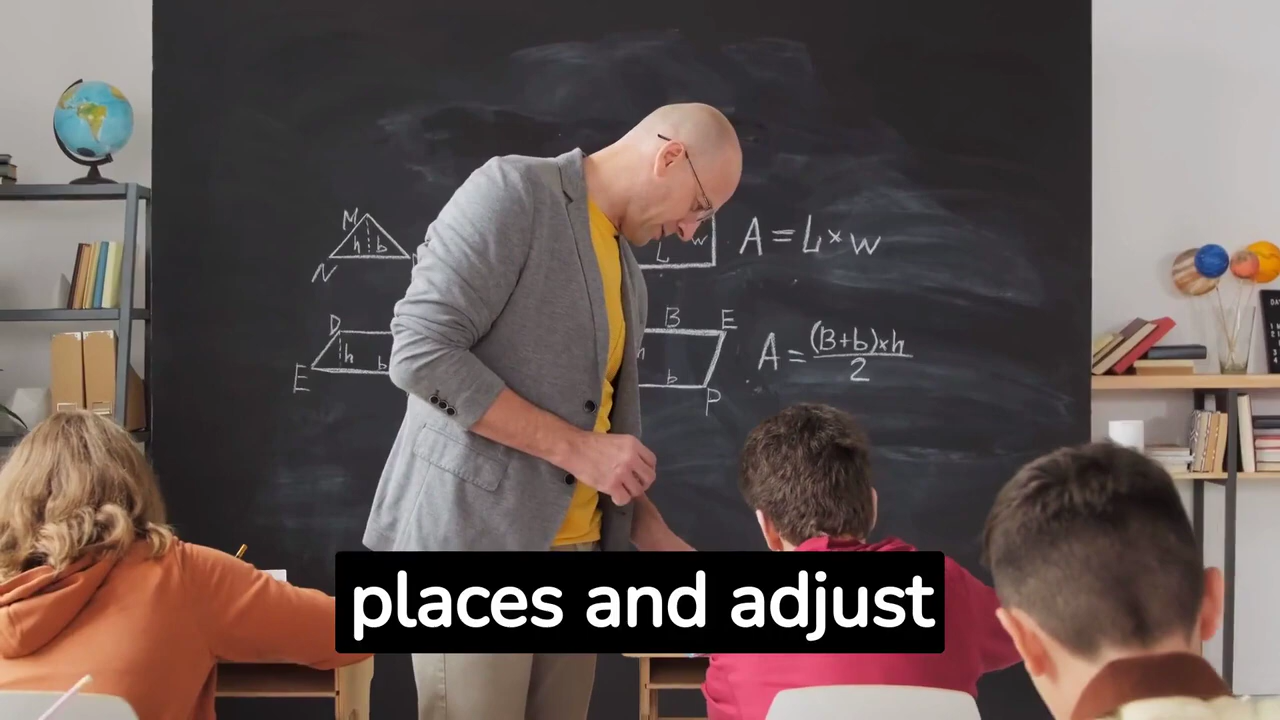 M
h b
N
w
L
A = L × w
D
h b
E
B E
h
b
P
A = (B+b)×h
2
places and adjust